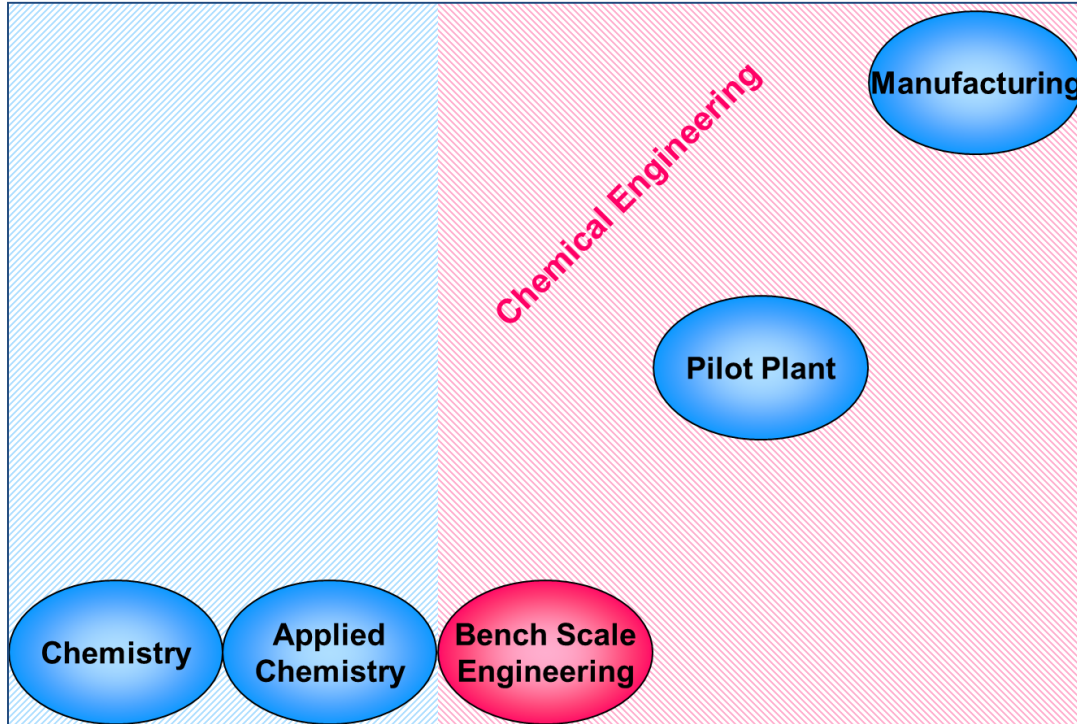 Manufacturing
Chemical Engineering
Pilot Plant
Chemistry
Applied
Chemistry
Bench Scale
Engineering